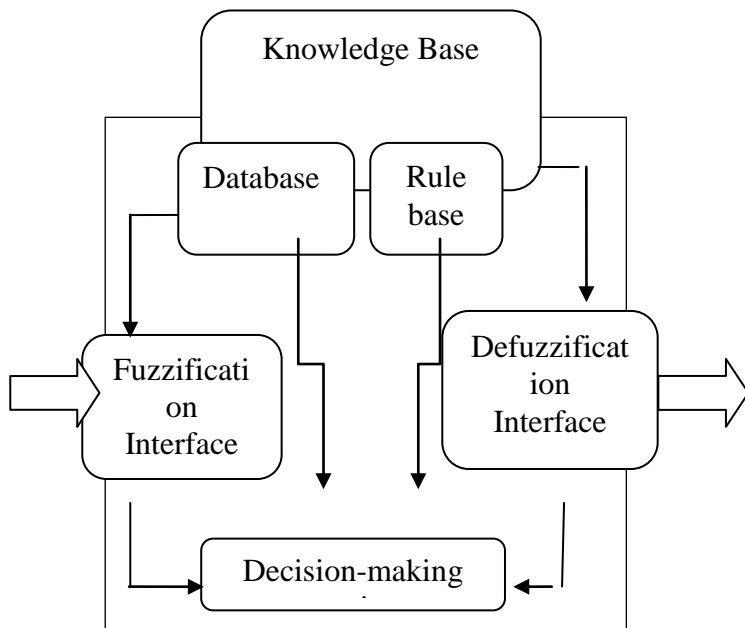 Knowledge Base
Database
Rule
base
Fuzzificati
on
Interface
Defuzzificat
ion
Interface
Decision-making